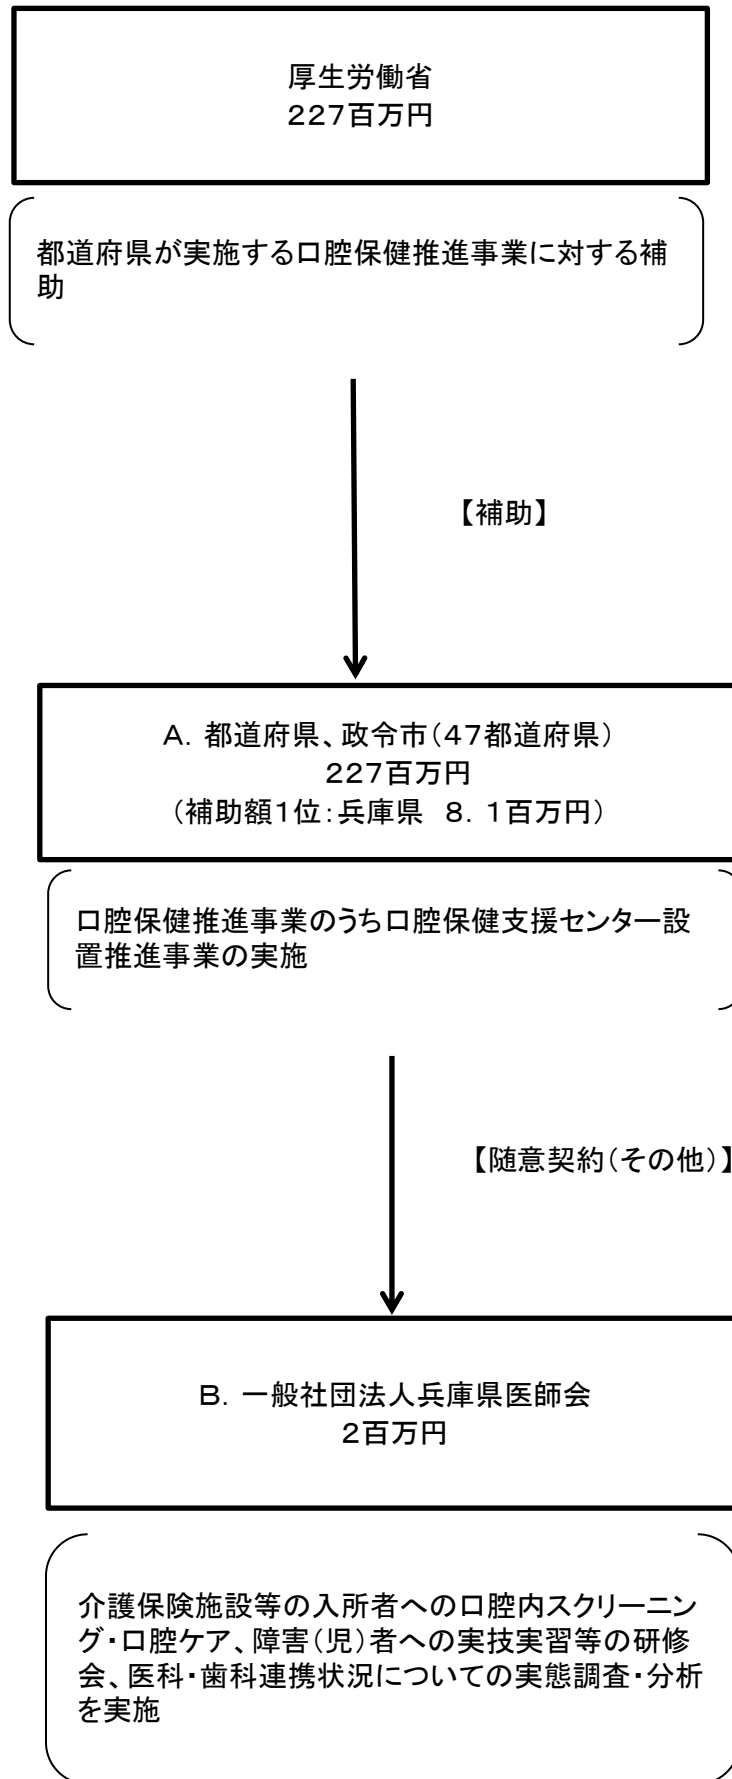 厚生労働省
227百万円
都道府県が実施する口腔保健推進事業に対する補
助
【補助】
A. 都道府県、政令市（47都道府県）
227百万円
（補助額1位：兵庫県　8. 1百万円）
口腔保健推進事業のうち口腔保健支援センター設
置推進事業の実施
【随意契約（その他）】
B. 一般社団法人兵庫県医師会
2百万円
介護保険施設等の入所者への口腔内スクリーニン
グ・口腔ケア、障害（児）者への実技実習等の研修
会、医科・歯科連携状況についての実態調査・分析
を実施